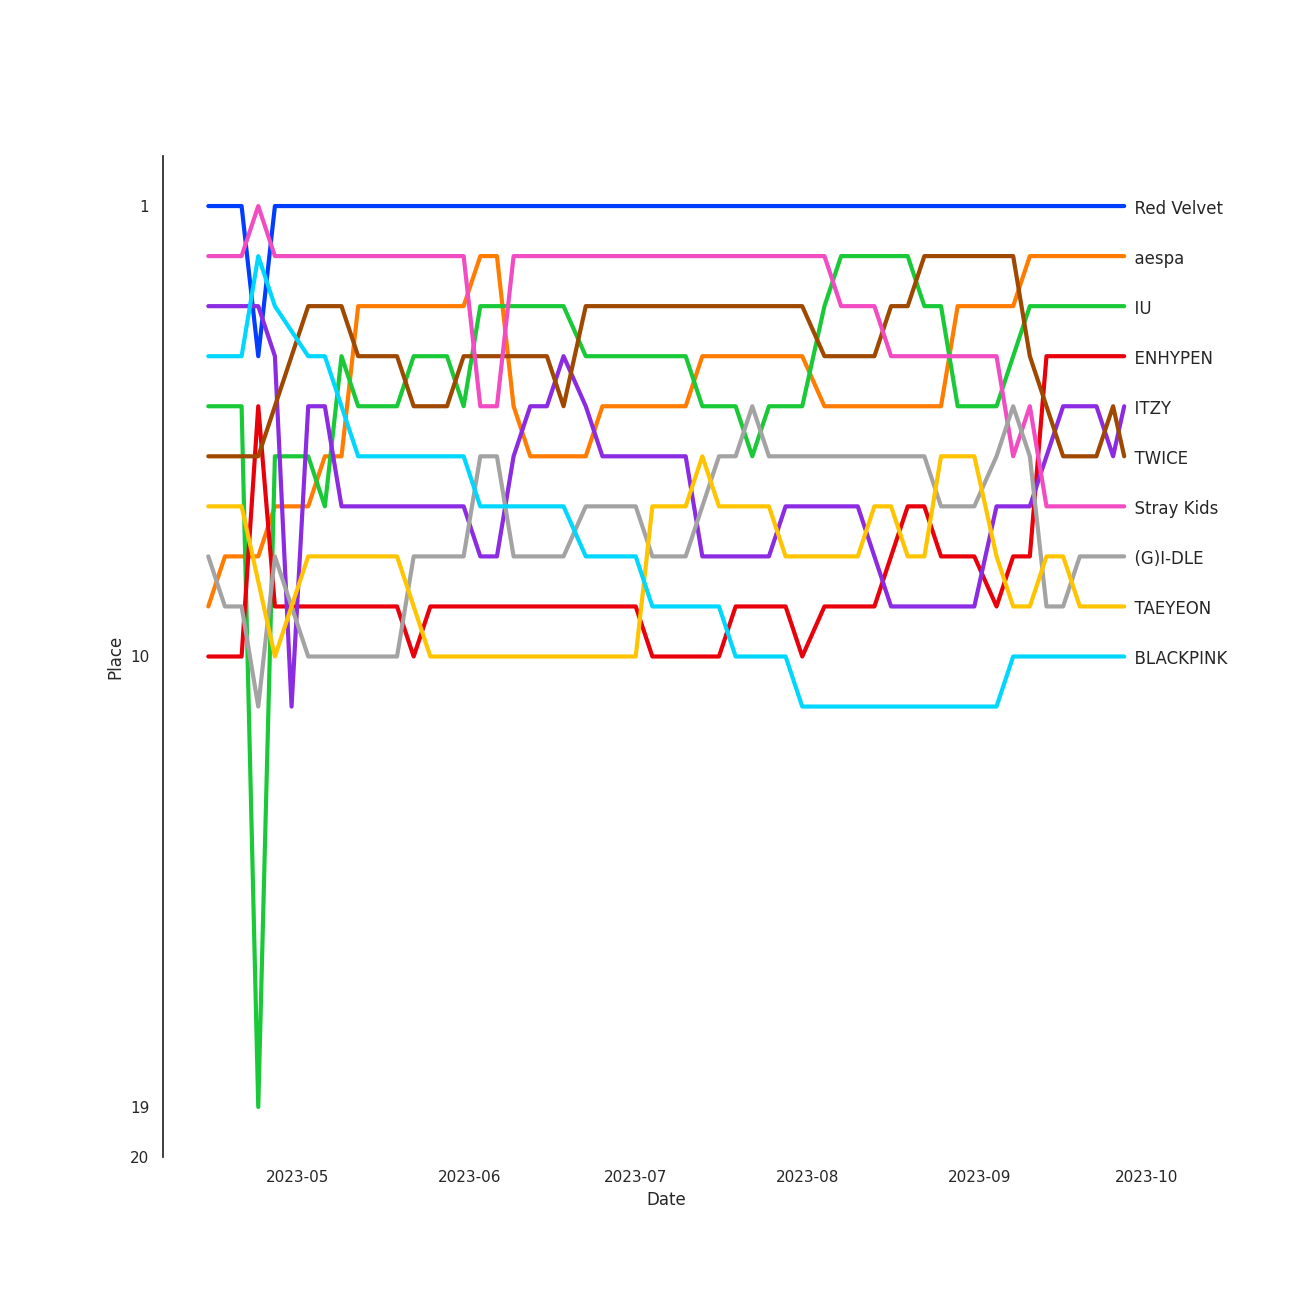 1
10
19
20
Place
Red Velvet
aespa
IU
ENHYPEN
ITZY
TWICE
Stray Kids
(G)I-DLE
TAEYEON
BLACKPINK
2023-05 2023-06 2023-07 2023-08 2023-09 2023-10
Date